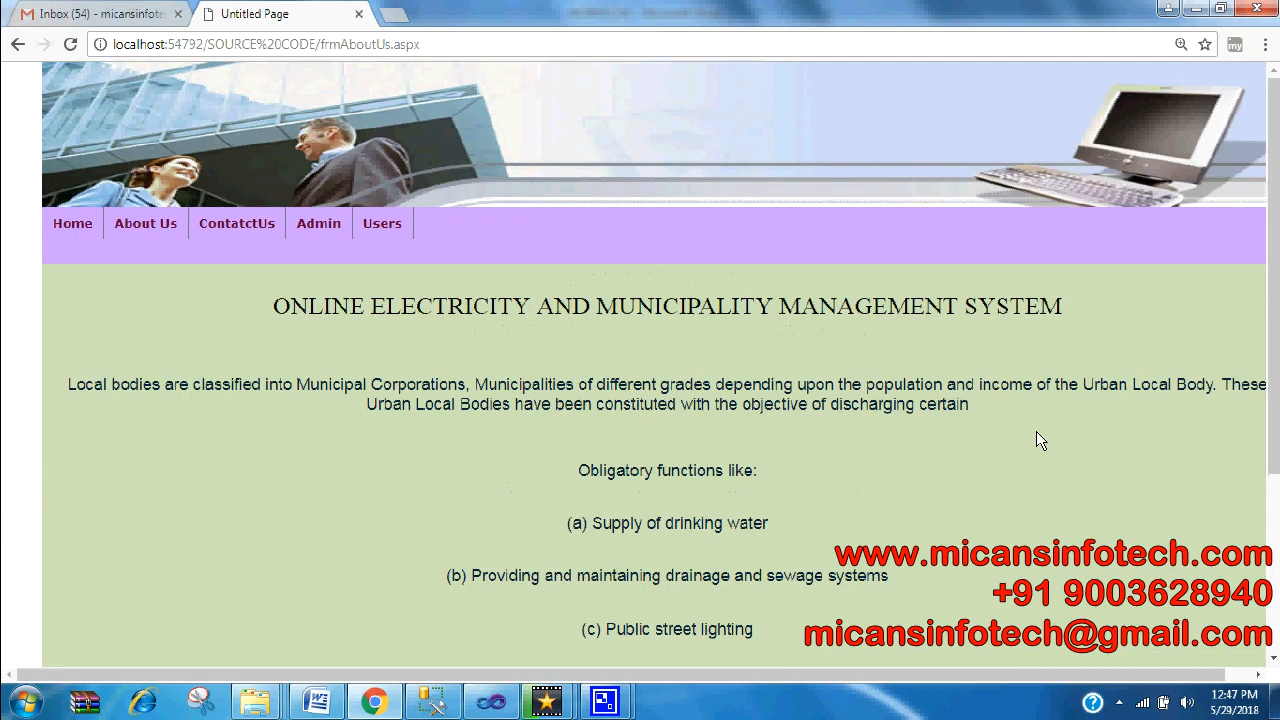 Inbox (54) - micansinfote
Untitled Page
localhost:54792/SOURCE%20CODE/frmAboutUs.aspx
my
Home
About Us
ContatctUs
Admin
Users
ONLINE ELECTRICITY AND MUNICIPALITY MANAGEMENT SYSTEM
Local bodies are classified into Municipal Corporations, Municipalities of different grades depending upon the population and income of the Urban Local Body. These
Urban Local Bodies have been constituted with the objective of discharging certain
Obligatory functions like:
(a) Supply of drinking water
(b) Providing and maintaining drainage and sewage systems
(c) Public street lighting
www.micansinfotech.com
+91 9003628940
micansinfotech@gmail.com
12:47 PM
5/29/2018